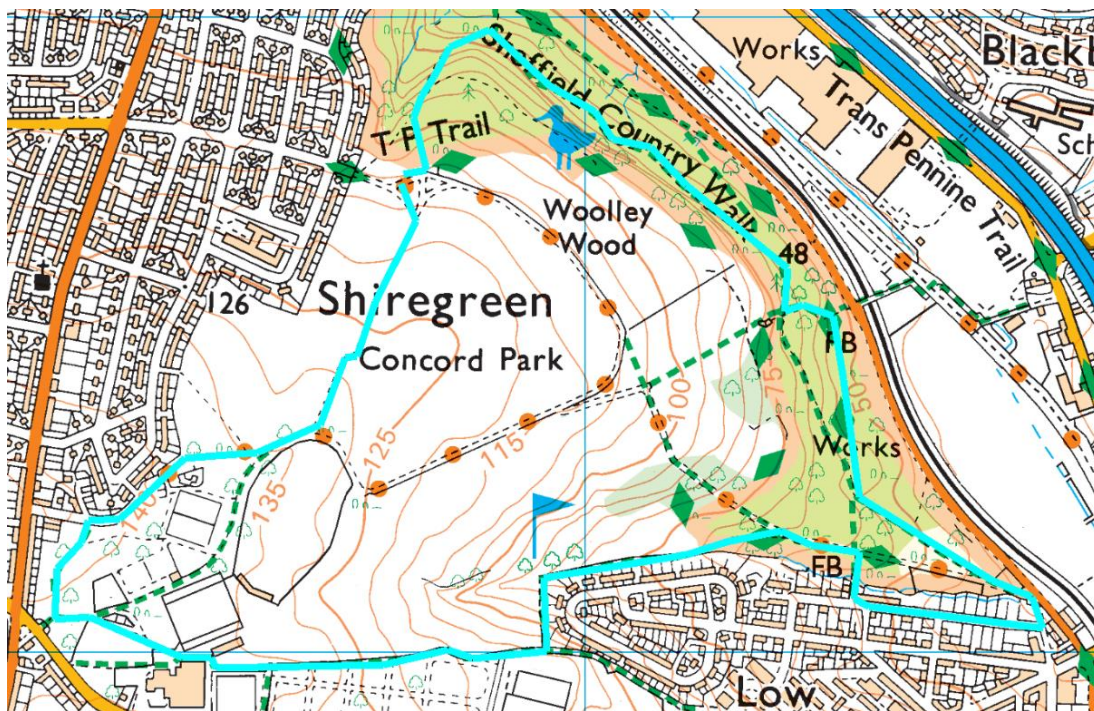 Works
Blackb
Sheffield Country Walk
Trans Pennine Trail
Sch
T P Trail
Woolley
Wood
48
126
Shiregreen
FB
Concord Park
75
100
50
125
115
Works
135
140
FB
Low